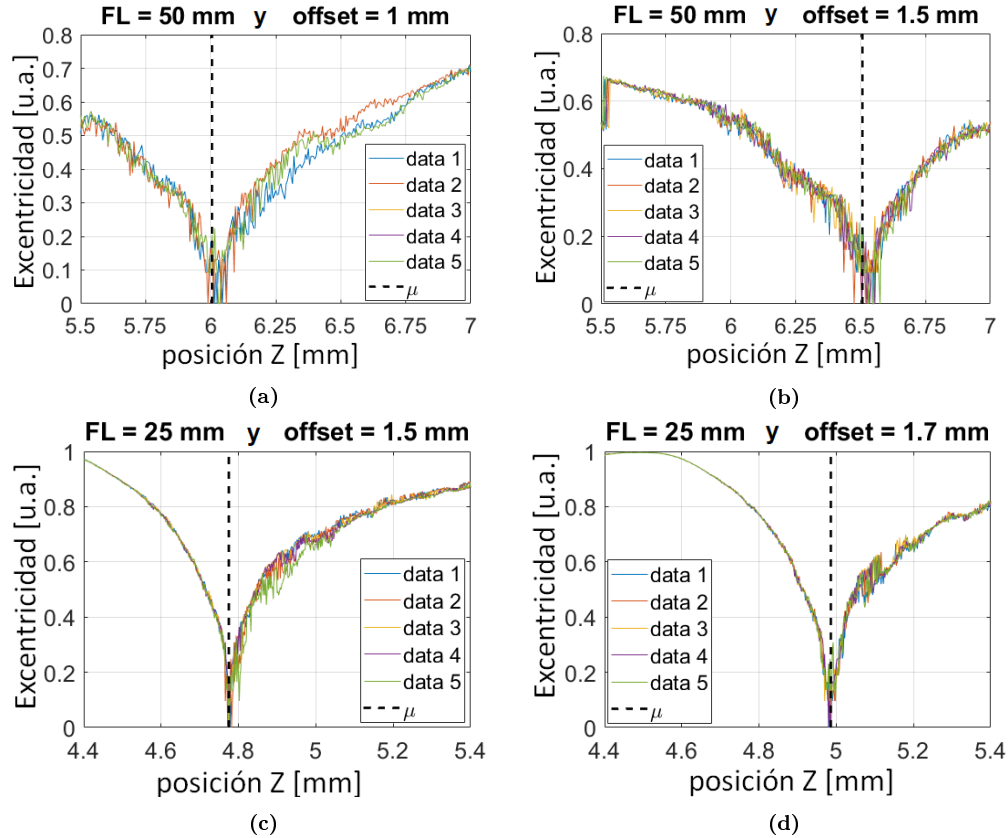 FL = 50 mm y offset = 1 mm
Excentricidad [u.a.]
0.8
0.7
0.6
0.5
0.4
0.3
0.2
0.1
0
data 1
data 2
data 3
data 4
data 5
μ
5.5 5.75 6 6.25 6.5 6.75 7
posición Z [mm]
(a)
FL = 50 mm y offset = 1.5 mm
Excentricidad [u.a.]
0.8
0.6
0.4
0.2
0
data 1
data 2
data 3
data 4
data 5
μ
5.5 5.75 6 6.25 6.5 6.75 7
posición Z [mm]
(b)
FL = 25 mm y offset = 1.5 mm
Excentricidad [u.a.]
1
0.8
0.6
0.4
0.2
0
data 1
data 2
data 3
data 4
data 5
μ
4.4 4.6 4.8 5 5.2 5.4
posición Z [mm]
(c)
FL = 25 mm y offset = 1.7 mm
Excentricidad [u.a.]
1
0.8
0.6
0.4
0.2
0
data 1
data 2
data 3
data 4
data 5
μ
4.4 4.6 4.8 5 5.2 5.4
posición Z [mm]
(d)